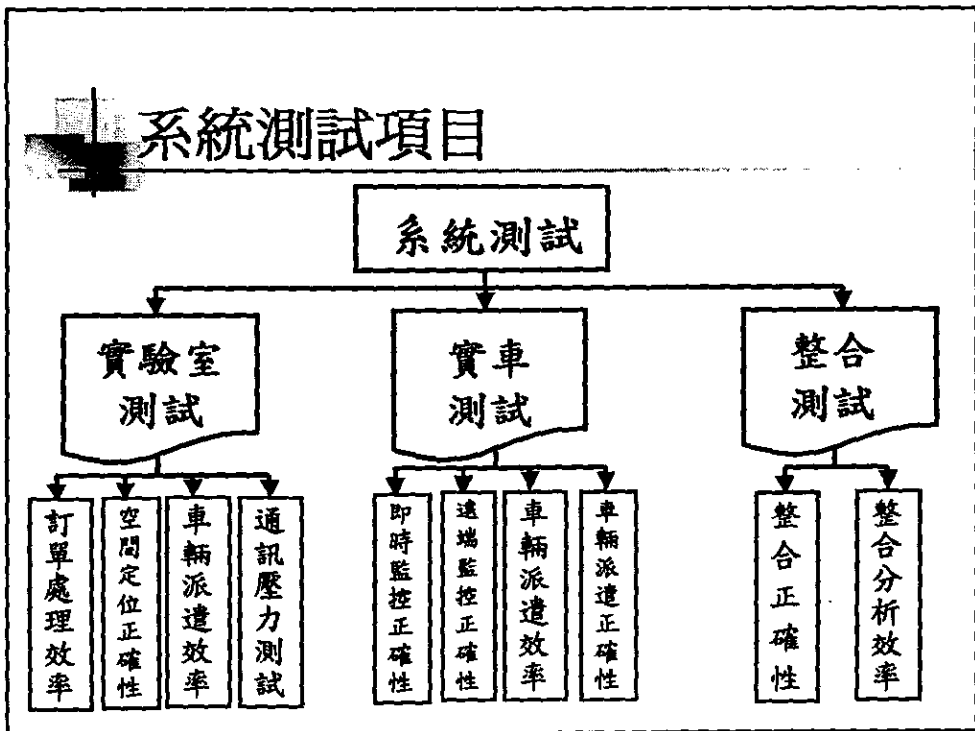 系統測試項目
系統測試
實驗室
測試
實車
測試
整合
測試
訂單處理效率
空間定位正確性
車輛派遣效率
通訊壓力測試
即時監控正確性
遠端監控正確性
車輛派遣效率
車輛派遣正確性
整合正確性
整合分析效率